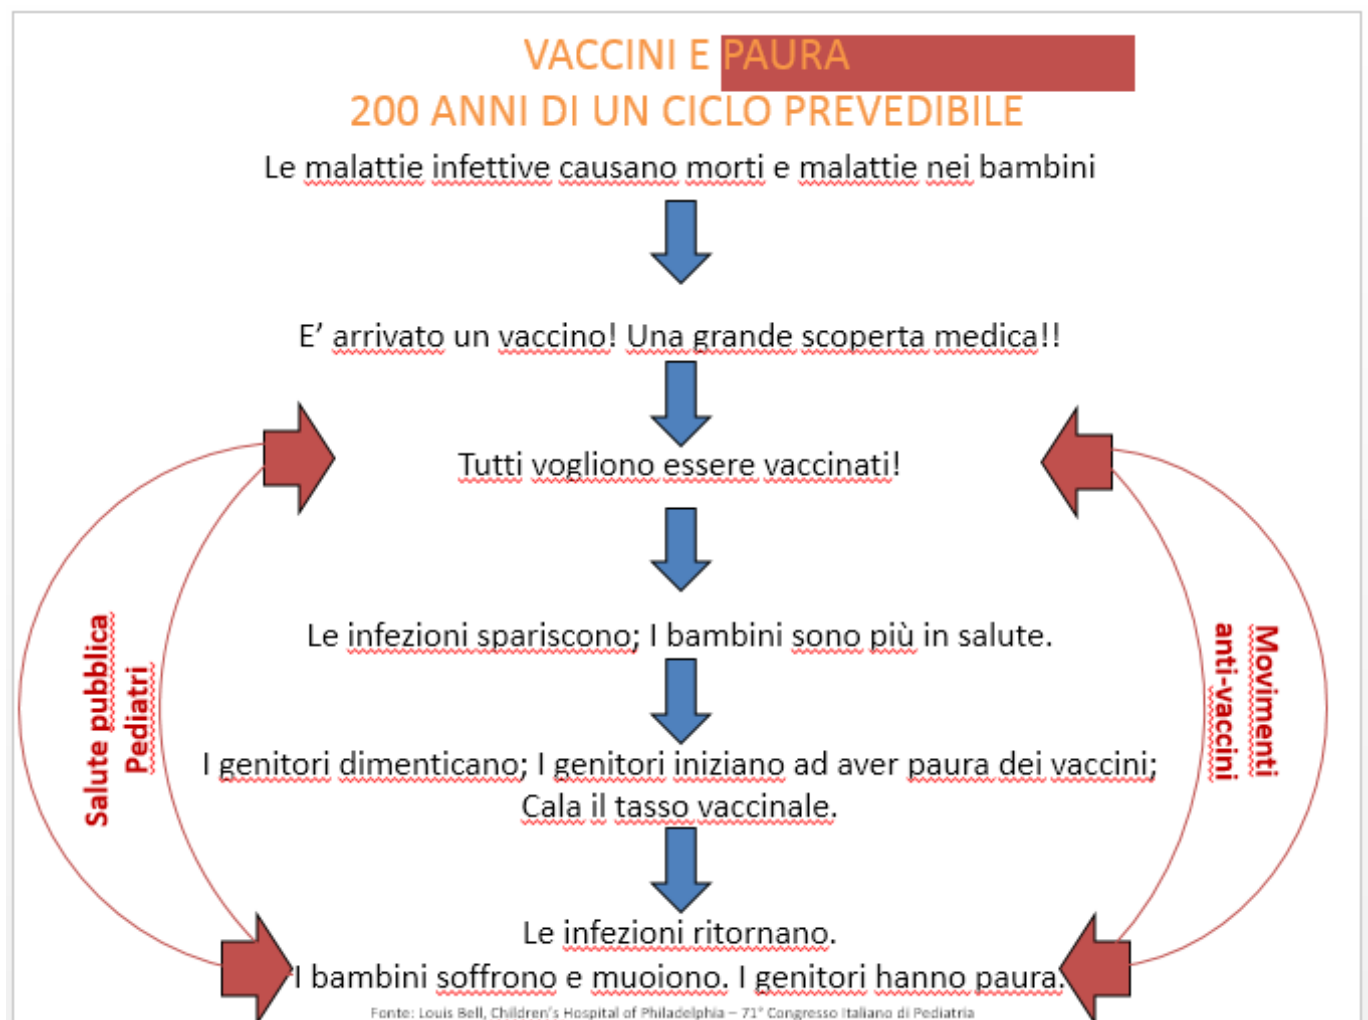 VACCINI E PAURA
200 ANNI DI UN CICLO PREVEDIBILE
Le malattie infettive causano morti e malattie nei bambini
E’ arrivato un vaccino! Una grande scoperta medica!!
Tutti vogliono essere vaccinati!
Le infezioni spariscono; I bambini sono più in salute.
Salute pubblica
Pediatri
Movimenti
anti-vaccini
I genitori dimenticano; I genitori iniziano ad aver paura dei vaccini;
Cala il tasso vaccinale.
Le infezioni ritornano.
I bambini soffrono e muoiono. I genitori hanno paura.
Fonte: Louis Bell, Children’s Hospital of Philadelphia – 71° Congresso Italiano di Pediatria